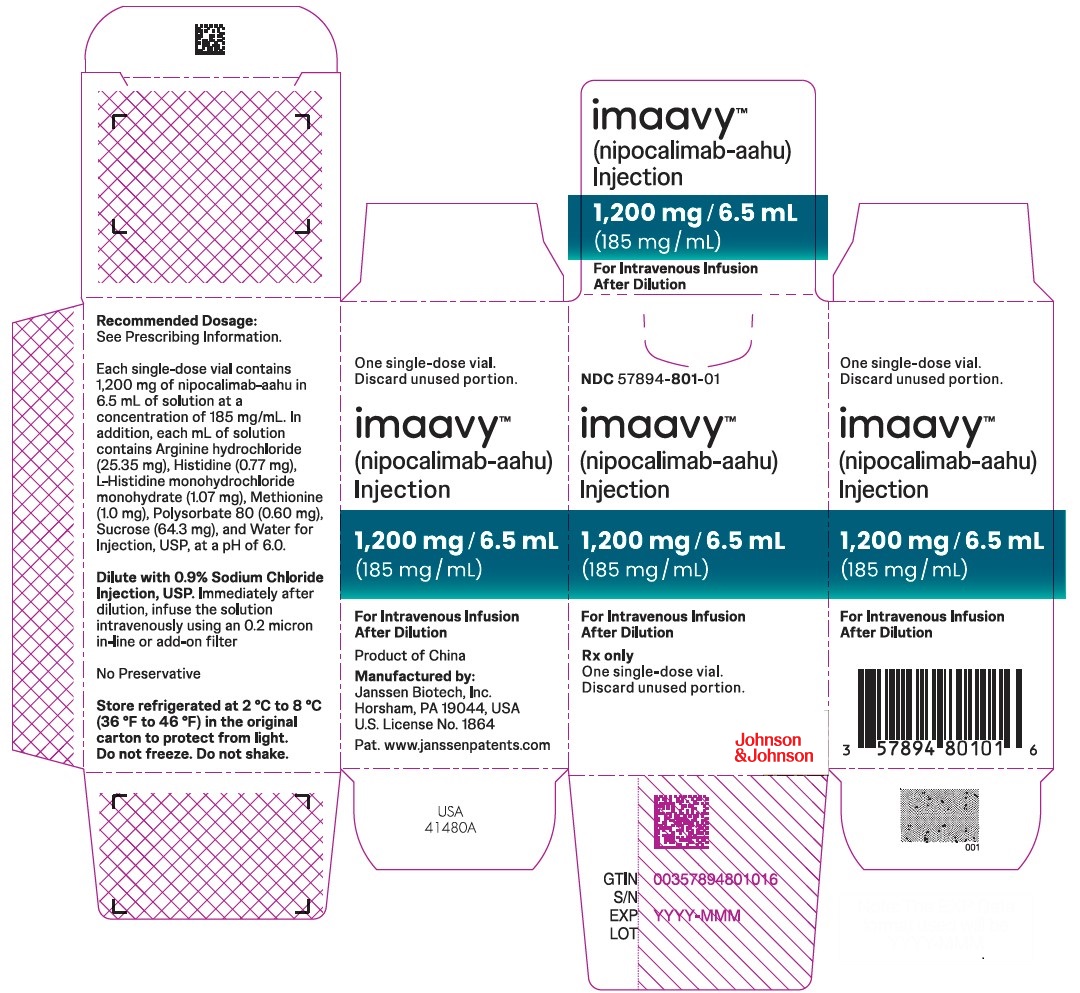 imaavy™
(nipocalimab-aahu)
Injection
1,200 mg / 6.5 mL
(185 mg / mL)
For Intravenous Infusion
After Dilution
Recommended Dosage:
See Prescribing Information.
Each single-dose vial contains
1,200 mg of nipocalimab-aahu in
6.5 mL of solution at a
concentration of 185 mg/mL. In
addition, each mL of solution
contains Arginine hydrochloride
(25.35 mg), Histidine (0.77 mg),
L-Histidine monohydrochloride
monohydrate (1.07 mg), Methionine
(1.0 mg), Polysorbate 80 (0.60 mg),
Sucrose (64.3 mg), and Water for
Injection, USP, at a pH of 6.0.
Dilute with 0.9% Sodium Chloride
Injection, USP. Immediately after
dilution, infuse the solution
intravenously using an 0.2 micron
in-line or add-on filter
No Preservative
Store refrigerated at 2 °C to 8 °C
(36 °F to 46 °F) in the original
carton to protect from light.
Do not freeze. Do not shake.
One single-dose vial.
Discard unused portion.
imaavy™
(nipocalimab-aahu)
Injection
1,200 mg / 6.5 mL
(185 mg / mL)
For Intravenous Infusion
After Dilution
Product of China
Manufactured by:
Janssen Biotech, Inc.
Horsham, PA 19044, USA
U.S. License No. 1864
Pat. www.janssenpatents.com
USA
41480A
NDC 57894-801-01
imaavy™
(nipocalimab-aahu)
Injection
1,200 mg / 6.5 mL
(185 mg / mL)
For Intravenous Infusion
After Dilution
Rx only
One single-dose vial.
Discard unused portion.
Johnson
&Johnson
GTIN 00357894801016
S/N
EXP YYYY-MMM
LOT
One single-dose vial.
Discard unused portion.
imaavy™
(nipocalimab-aahu)
Injection
1,200 mg / 6.5 mL
(185 mg / mL)
For Intravenous Infusion
After Dilution
3 57894 80101 6
001